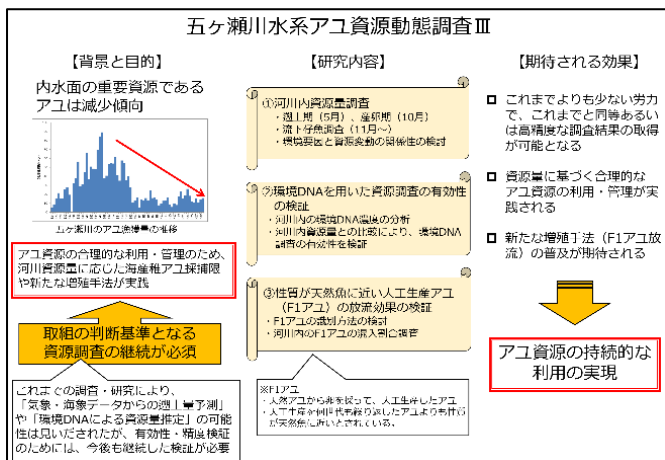 五ヶ瀬川水系アユ資源動態調査Ⅲ
【背景と目的】
内水面の重要資源である
アユは減少傾向
五ヶ瀬川のアユ漁獲量の推移
アユ資源の合理的な利用・管理のため、
河川資源量に応じた海産稚アユ採捕限
や新たな増殖手法が実践
取組の判断基準となる
資源調査の継続が必須
これまでの調査・研究により、
「気象・海象データからの遡上量予測」
や「環境DNAによる資源量推定」の可能
性は見いだされたが、有効性・精度検証
のためには、今後も継続した検証が必要
【研究内容】
①河川内資源量調査
・遡上期(5月)、産卵期(10月)
・流下仔魚調査(11月～)
・環境要因と資源変動の関係性の検討
②環境DNAを用いた資源調査の有効性
の検証
・河川内の環境DNA濃度の分析
・河川内資源量との比較により、環境DNA
調査の有効性を検証
③性質が天然魚に近い人工生産アユ
(F1アユ)の放流効果の検証
・F1アユの識別方法の検討
・河川内のF1アユの流入割合調査
※F1アユ
・天然アユから卵を採って、人工生産したアユ
・人工生産を何世代も繰り返したアユよりも性質
が天然魚に近いとされている。
【期待される効果】
□ これまでよりも少ない労力
で、これまでと同等あるい
は高精度な調査結果の取得
が可能となる
□ 資源量に基づく合理的な
アユ資源の利用・管理が実
践される
□ 新たな増殖手法(F1アユ放
流)の普及が期待される
アユ資源の持続的な
利用の実現